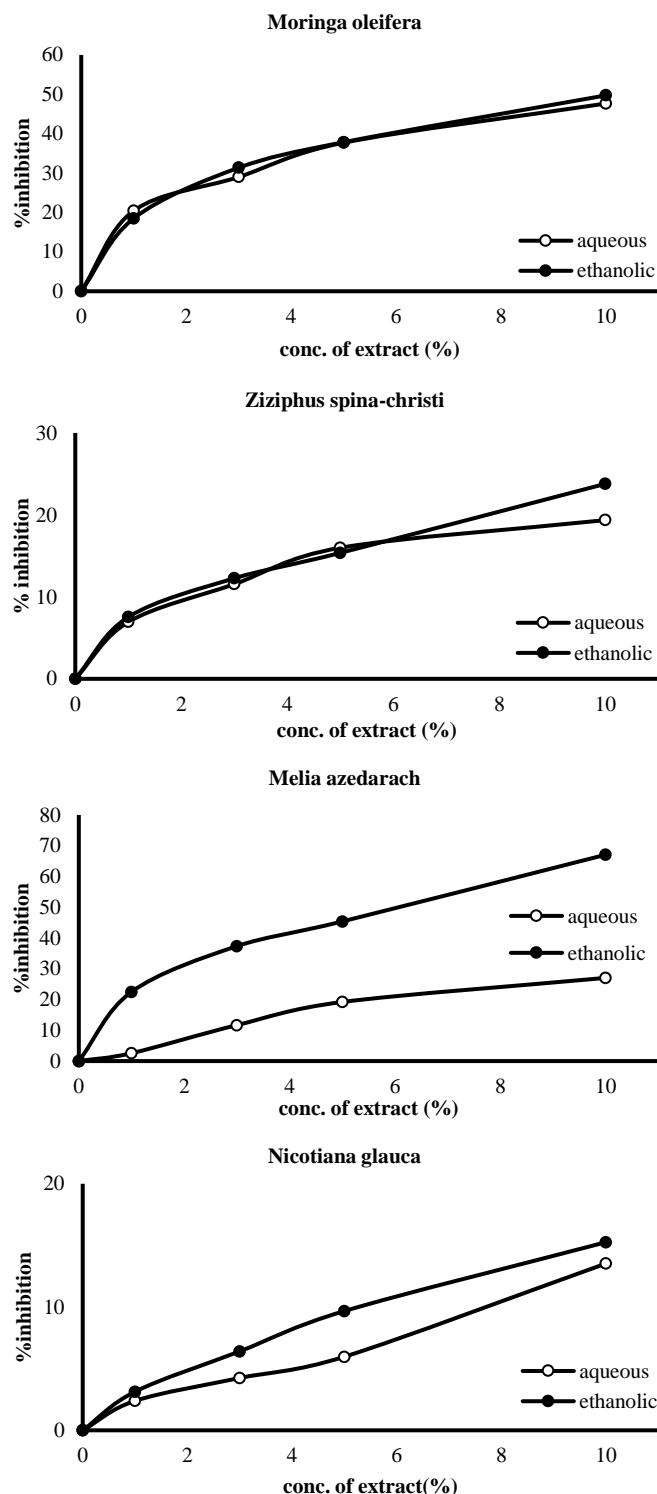 Moringa oleifera
60
50
40
30
20
10
0
%inhibition
aqueous
ethanolic
0 2 4 6 8 10
conc. of extract (%)
Ziziphus spina-christi
30
20
10
0
% inhibition
aqueous
ethanolic
0 2 4 6 8 10
conc. of extract (%)
Melia azedarach
80
70
60
50
40
30
20
10
0
%inhibition
aqueous
ethanolic
0 2 4 6 8 10
conc. of extract (%)
Nicotiana glauca
20
10
0
%inhibition
aqueous
ethanolic
0 2 4 6 8 10
conc. of extract(%)